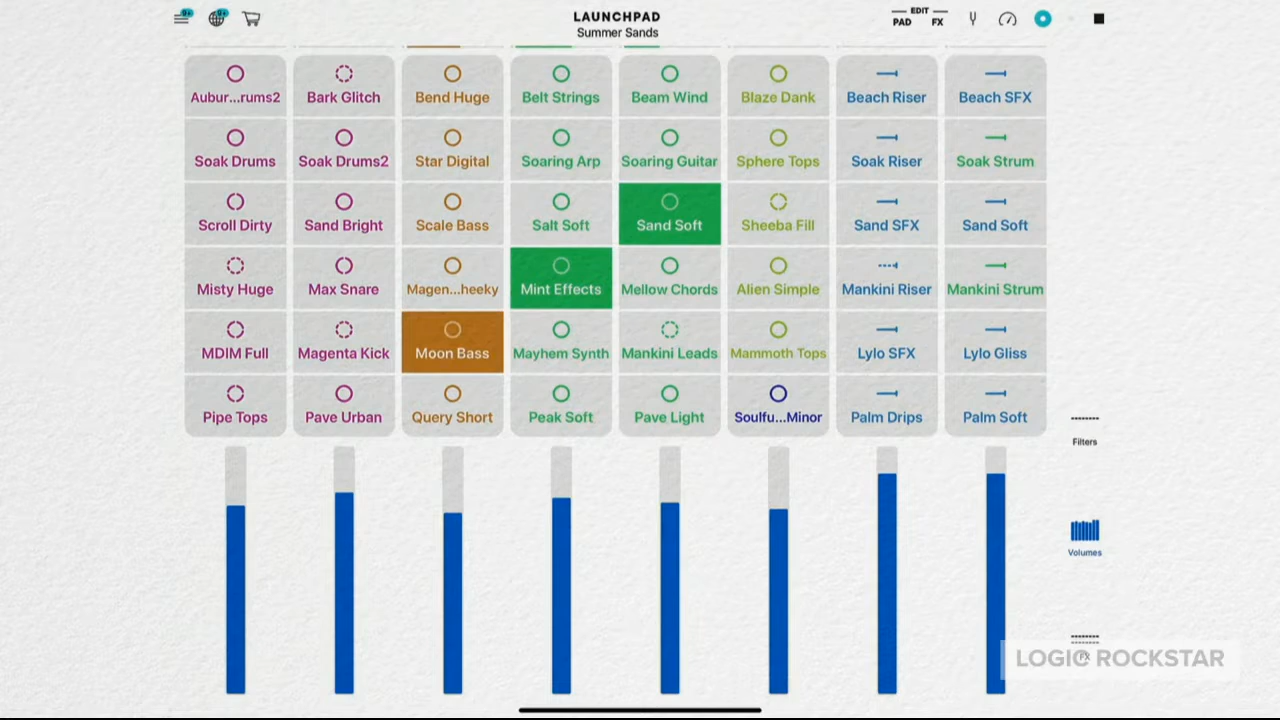 9+
9+
LAUNCHPAD
Summer Sands
EDIT
PAD FX
Aubur...rums2 Bark Glitch Bend Huge Belt Strings Beam Wind Blaze Dank Beach Riser Beach SFX
Soak Drums Soak Drums2 Star Digital Soaring Arp Soaring Guitar Sphere Tops Soak Riser Soak Strum
Scroll Dirty Sand Bright Scale Bass Salt Soft Sand Soft Sheeba Fill Sand SFX Sand Soft
Misty Huge Max Snare Magen...heeky Mint Effects Mellow Chords Alien Simple Mankini Riser Mankini Strum
MDIM Full Magenta Kick Moon Bass Mayhem Synth Mankini Leads Mammoth Tops Lylo SFX Lylo Gliss
Pipe Tops Pave Urban Query Short Peak Soft Pave Light Soulfu...Minor Palm Drips Palm Soft
Filters
Volumes
FX
LOGIC ROCKSTAR